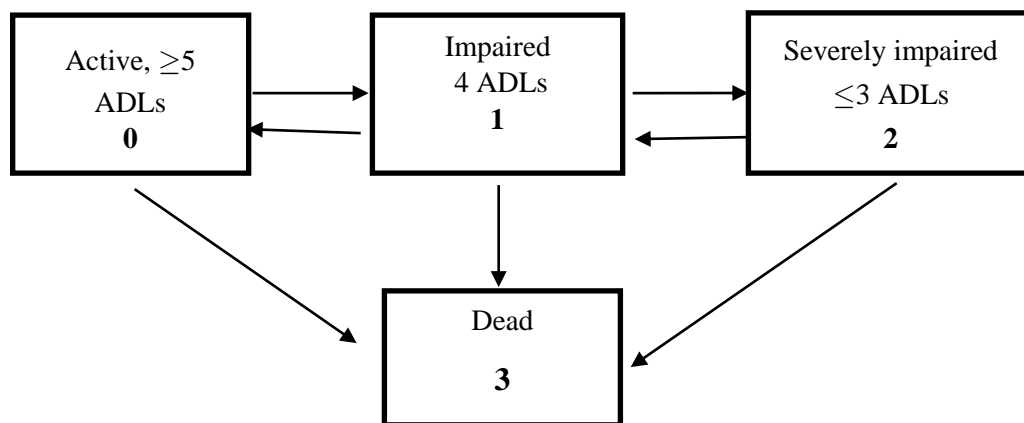 Active, ≥5
ADLs
0
Impaired
4 ADLs
1
Severely impaired
≤3 ADLs
2
Dead
3